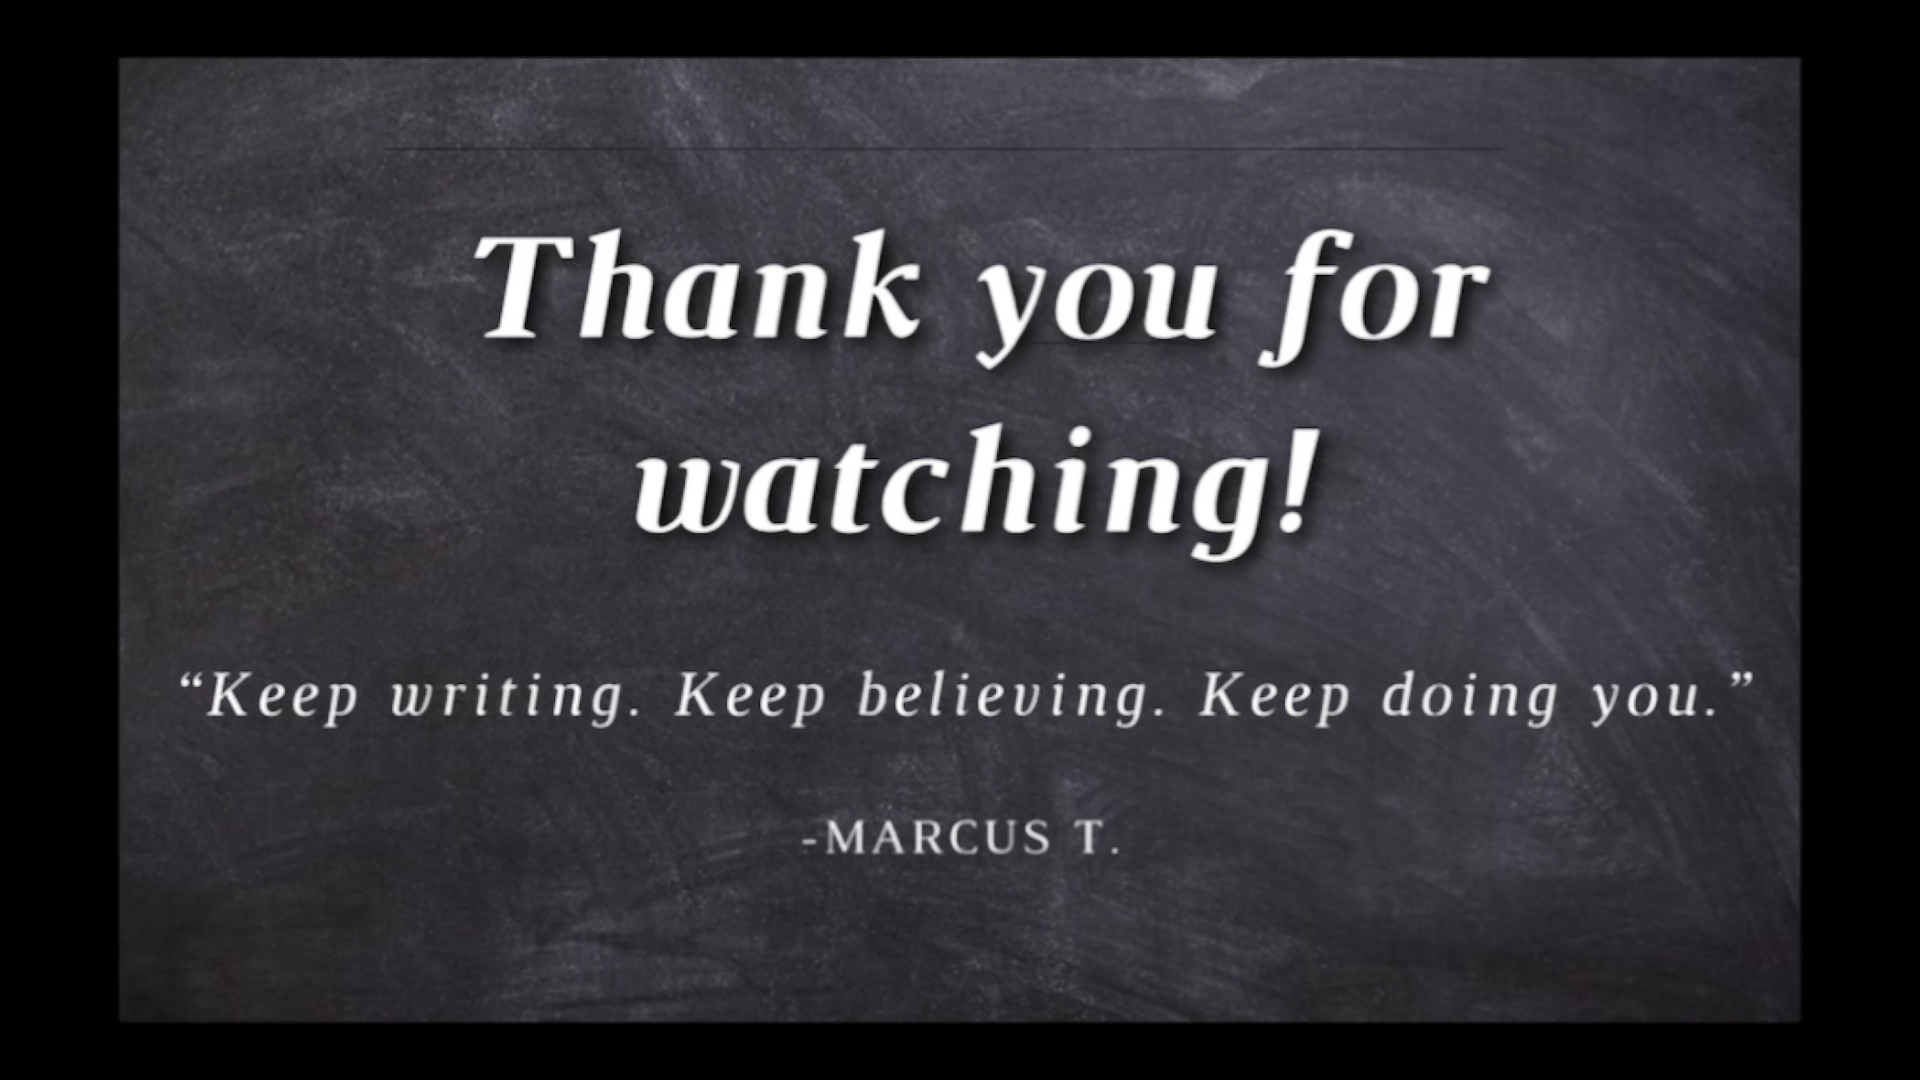 Thank you for
watching!
“Keep writing. Keep believing. Keep doing you.”
-MARCUS T.